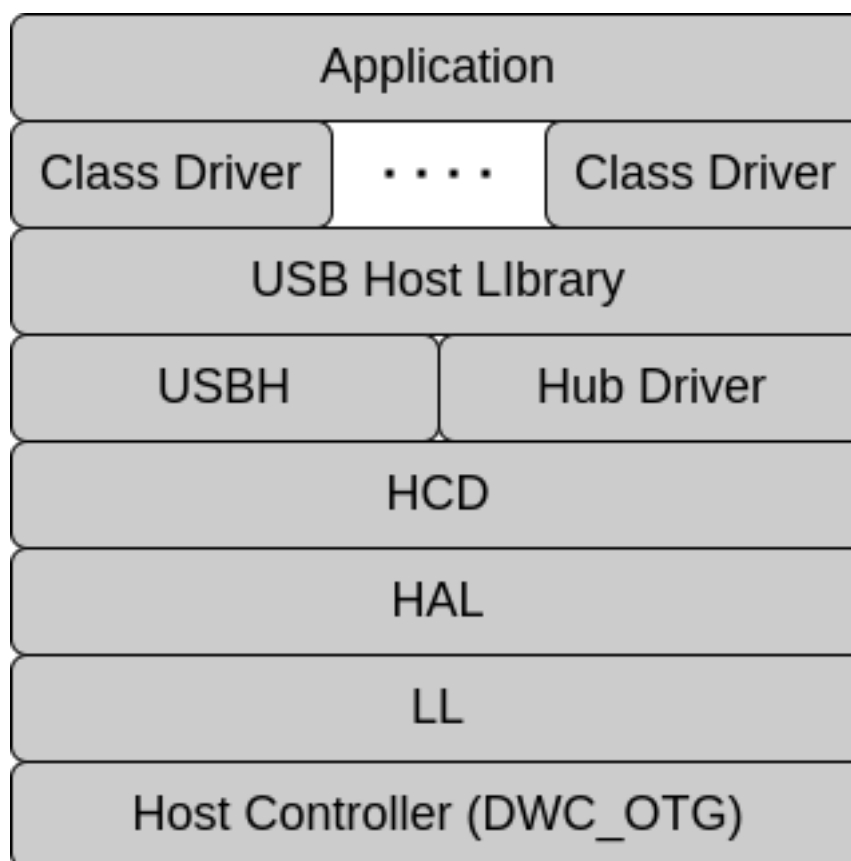 Application
Class Driver .... Class Driver
USB Host LIbrary
USBH Hub Driver
HCD
HAL
LL
Host Controller (DWC_OTG)